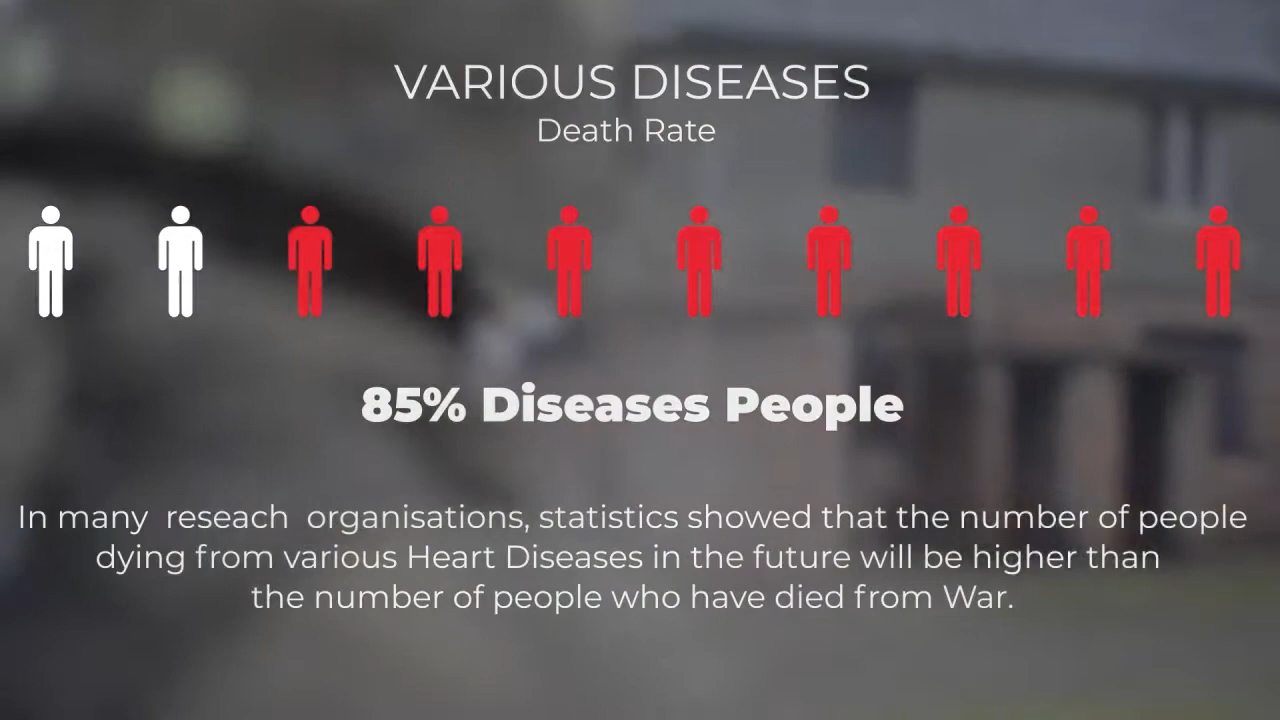 VARIOUS DISEASES
Death Rate
85% Diseases People
In many reseach organisations, statistics showed that the number of people
dying from various Heart Diseases in the future will be higher than
the number of people who have died from War.